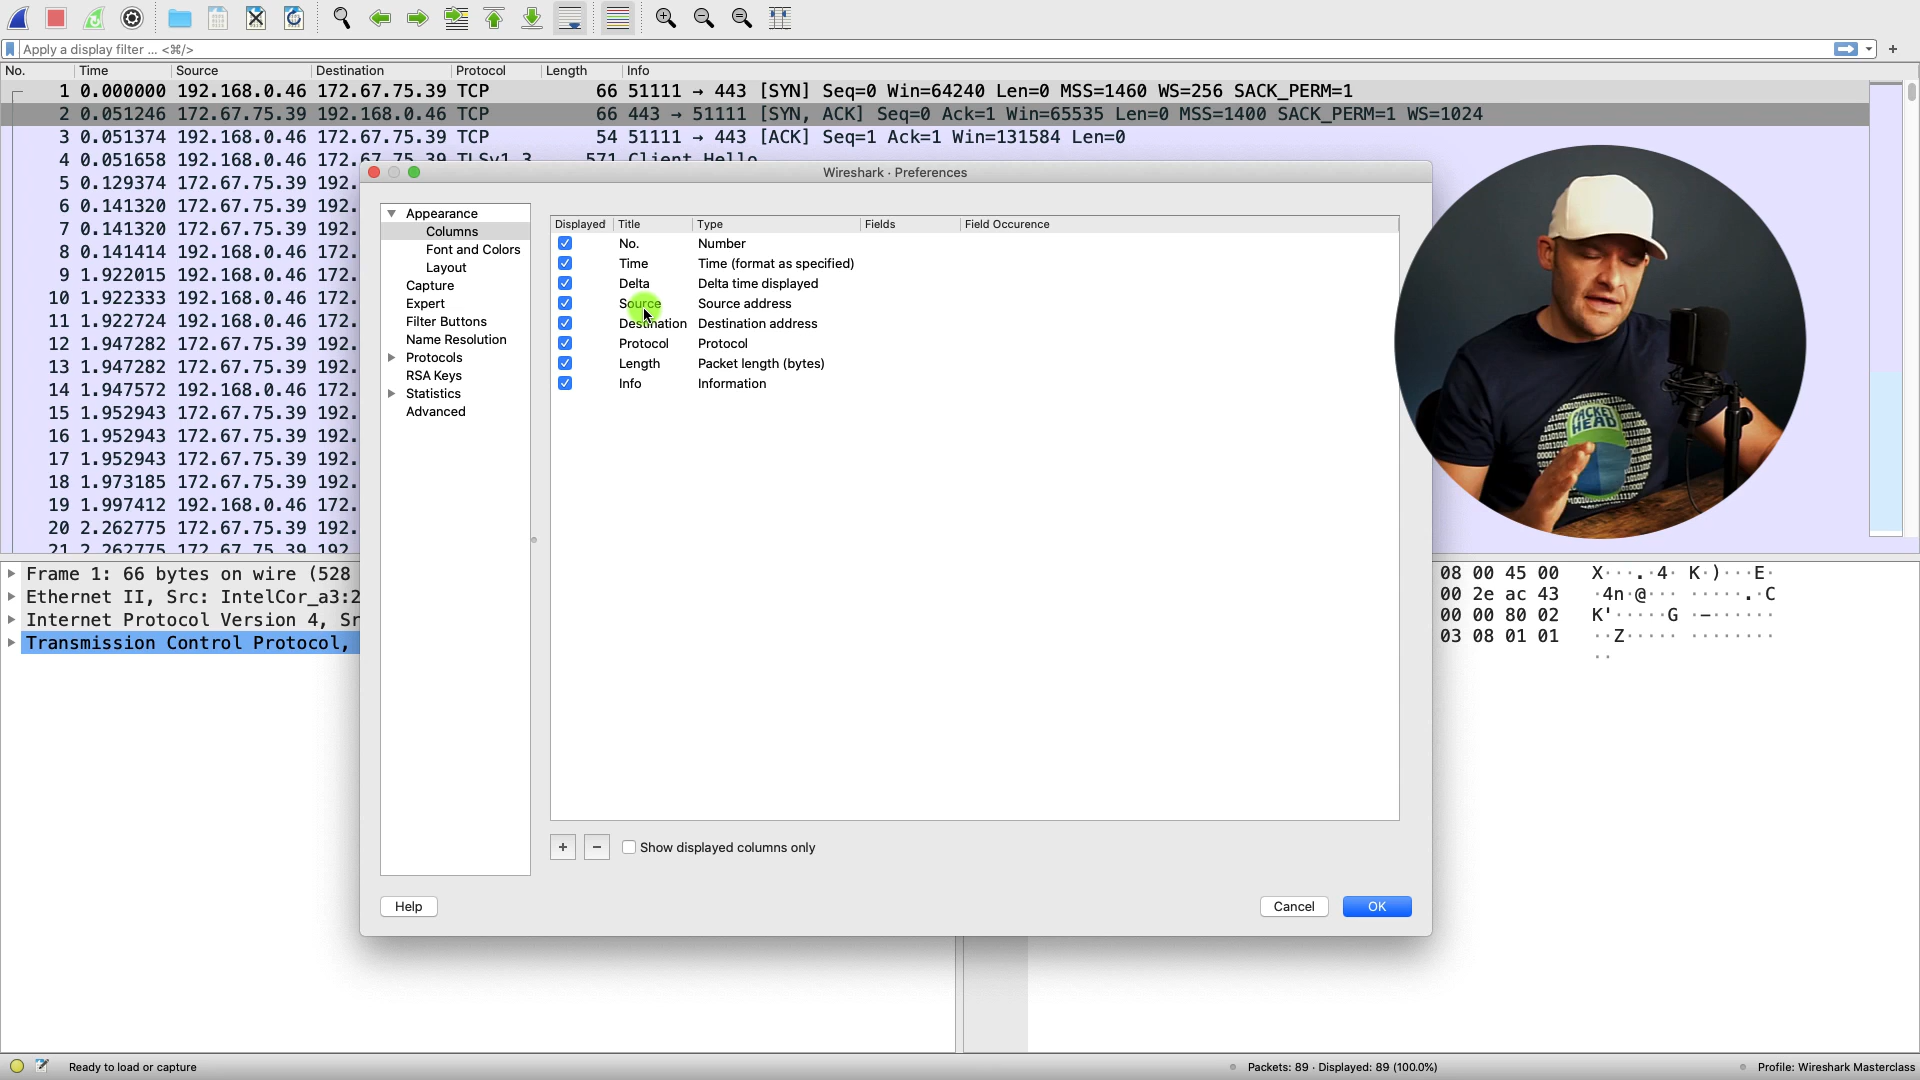 Apply a display filter ... <⌘/>
+
No. Time Source Destination Protocol Length Info
1 0.000000 192.168.0.46 172.67.75.39 TCP 66 51111 → 443 [SYN] Seq=0 Win=64240 Len=0 MSS=1460 WS=256 SACK_PERM=1
2 0.051246 172.67.75.39 192.168.0.46 TCP 66 443 → 51111 [SYN, ACK] Seq=0 Ack=1 Win=65535 Len=0 MSS=1400 SACK_PERM=1 WS=1024
3 0.051374 192.168.0.46 172.67.75.39 TCP 54 51111 → 443 [ACK] Seq=1 Ack=1 Win=131584 Len=0
4 0.051658 192.168.0.46 172.67.75.39 TLSv1.3 571 Client Hello
5 0.129374 172.67.75.39 192.
6 0.141320 172.67.75.39 192.
7 0.141320 172.67.75.39 192.
8 0.141414 192.168.0.46 172.
9 1.922015 192.168.0.46 172.
10 1.922333 192.168.0.46 172.
11 1.922724 192.168.0.46 172.
12 1.947282 172.67.75.39 192.
13 1.947282 172.67.75.39 192.
14 1.947572 192.168.0.46 172.
15 1.952943 172.67.75.39 192.
16 1.952943 172.67.75.39 192.
17 1.952943 172.67.75.39 192.
18 1.973185 192.168.0.46 172.
19 1.997412 192.168.0.46 172.
20 2.262775 172.67.75.39 192.
21 2.262775 172.67.75.39 192.
Wireshark · Preferences
Appearance
Columns
Font and Colors
Layout
Capture
Expert
Filter Buttons
Name Resolution
Protocols
RSA Keys
Statistics
Advanced
Displayed Title Type Fields Field Occurence
No. Number
Time Time (format as specified)
Delta Delta time displayed
Source Source address
Destination Destination address
Protocol Protocol
Length Packet length (bytes)
Info Information
+ − Show displayed columns only
Help Cancel OK
PACKET
HEAD
Frame 1: 66 bytes on wire (528
Ethernet II, Src: IntelCor_a3:2
Internet Protocol Version 4, Sr
Transmission Control Protocol,
08 00 45 00 X···.·4· K·)···E·
00 2e ac 43 ·4n·@··· ·····.·C
00 00 80 02 K'·····G ·—······
03 08 01 01 ··Z····· ········
··
Ready to load or capture
Packets: 89 · Displayed: 89 (100.0%)
Profile: Wireshark Masterclass